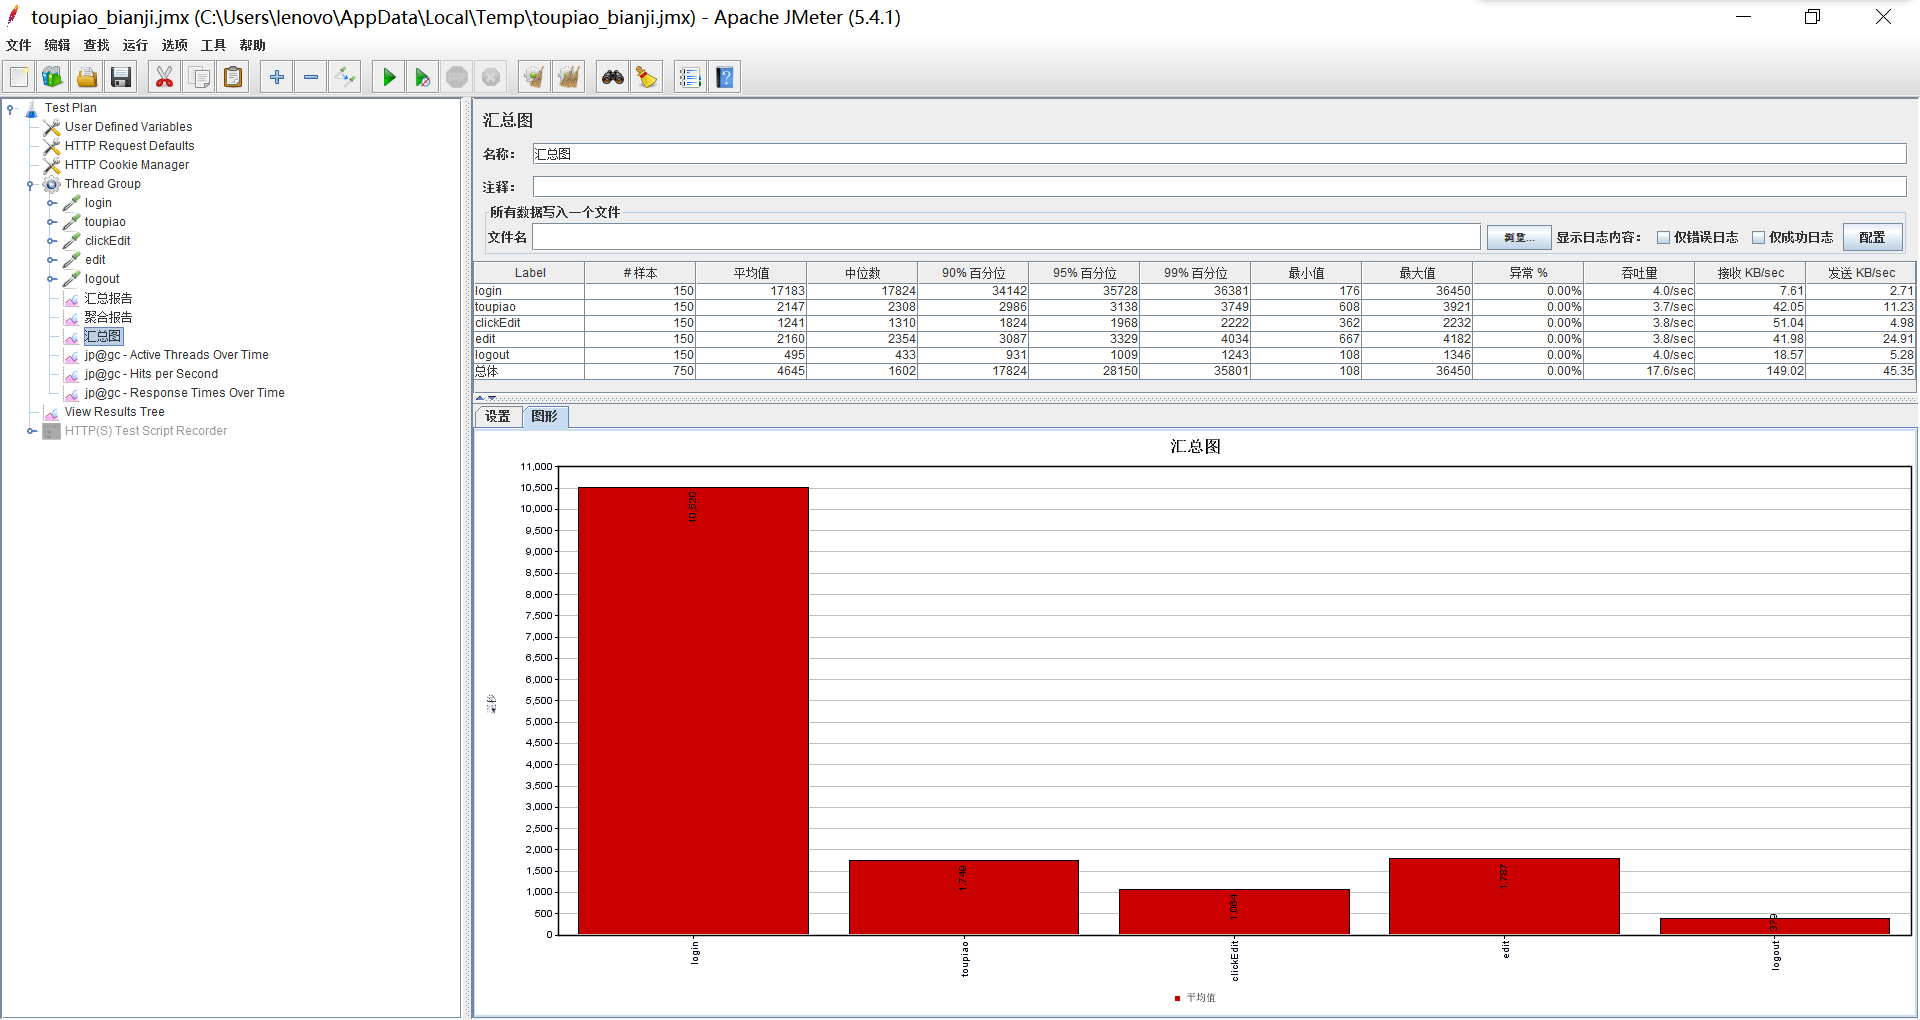 toupiao_bianji.jmx (C:\Users\lenovo\AppData\Local\Temp\toupiao_bianji.jmx) - Apache JMeter (5.4.1)
文件 编辑 查找 运行 选项 工具 帮助
Test Plan
User Defined Variables
HTTP Request Defaults
HTTP Cookie Manager
Thread Group
login
toupiao
clickEdit
edit
logout
汇总报告
聚合报告
汇总图
jp@gc - Active Threads Over Time
jp@gc - Hits per Second
jp@gc - Response Times Over Time
View Results Tree
HTTP(S) Test Script Recorder
汇总图
名称： 汇总图
注释：
所有数据写入一个文件
文件名 浏览... 显示日志内容： 仅错误日志 仅成功日志 配置
Label # 样本 平均值 中位数 90% 百分位 95% 百分位 99% 百分位 最小值 最大值 异常 % 吞吐量 接收 KB/sec 发送 KB/sec
login 150 17183 17824 34142 35728 36381 176 36450 0.00% 4.0/sec 7.61 2.71
toupiao 150 2147 2308 2986 3138 3749 608 3921 0.00% 3.7/sec 42.05 11.23
clickEdit 150 1241 1310 1824 1968 2222 362 2232 0.00% 3.8/sec 51.04 4.98
edit 150 2160 2354 3087 3329 4034 667 4182 0.00% 3.8/sec 41.98 24.91
logout 150 495 433 931 1009 1243 108 1346 0.00% 4.0/sec 18.57 5.28
总体 750 4645 1602 17824 28150 35801 108 36450 0.00% 17.6/sec 149.02 45.35
设置 图形
汇总图
11,000
10,500
10,000
9,500
9,000
8,500
8,000
7,500
7,000
6,500
6,000
5,500
5,000
4,500
4,000
3,500
3,000
2,500
2,000
1,500
1,000
500
0
1,749
1,787
379
login
toupiao
clickEdit
edit
logout
平均值